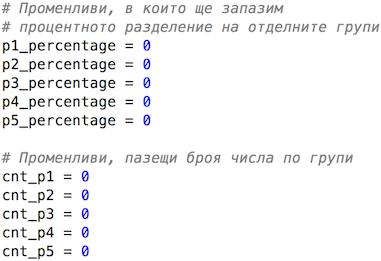 # Променливи, в които ще запазим
# процентното разделение на отделните групи
p1_percentage = 0
p2_percentage = 0
p3_percentage = 0
p4_percentage = 0
p5_percentage = 0
# Променливи, пазещи броя числа по групи
cnt_p1 = 0
cnt_p2 = 0
cnt_p3 = 0
cnt_p4 = 0
cnt_p5 = 0